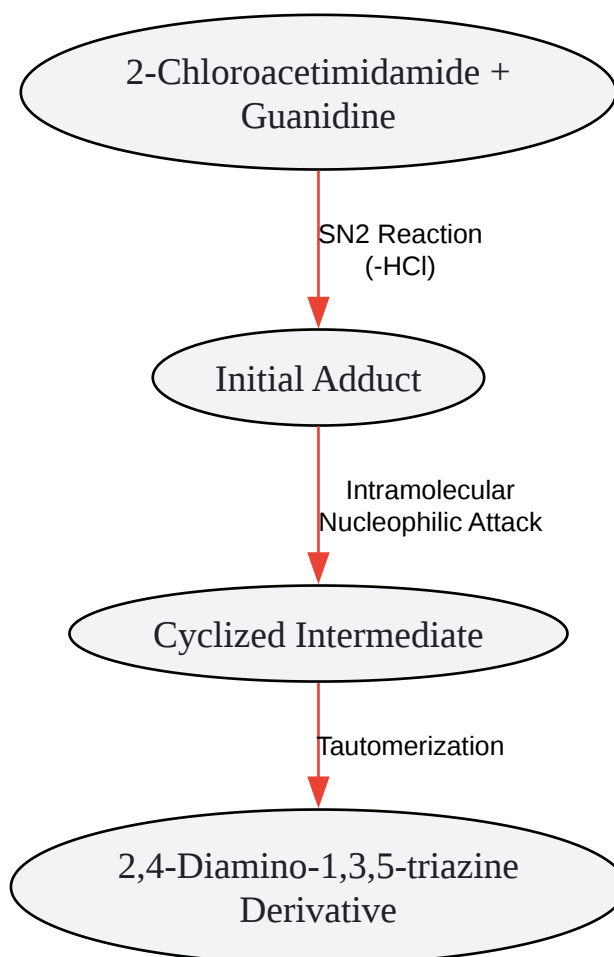 2-Chloroacetimidamide +
Guanidine
SN2 Reaction
(-HCl)
Initial Adduct
Intramolecular
Nucleophilic Attack
Cyclized Intermediate
Tautomerization
2,4-Diamino-1,3,5-triazine
Derivative